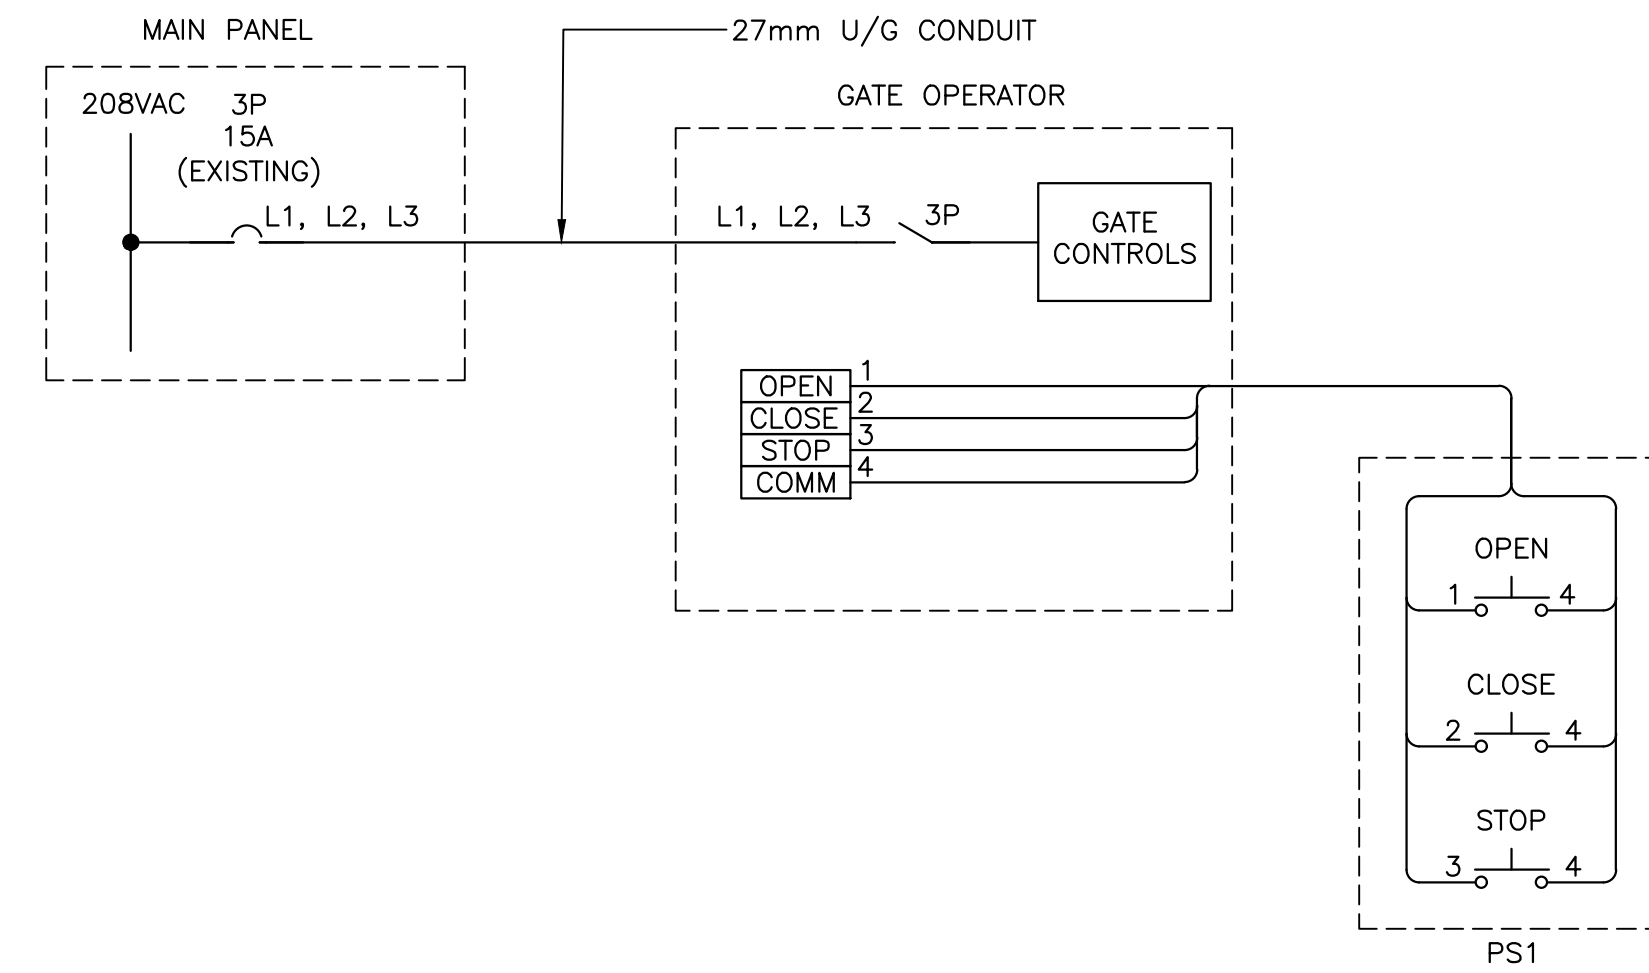 MAIN PANEL
27mm U/G CONDUIT
GATE OPERATOR
208VAC
3P
15A
(EXISTING)
L1, L2, L3
L1, L2, L3
3P
GATE
CONTROLS
OPEN 1
CLOSE 2
STOP 3
COMM 4
OPEN
1 4
CLOSE
2 4
STOP
3 4
PS1